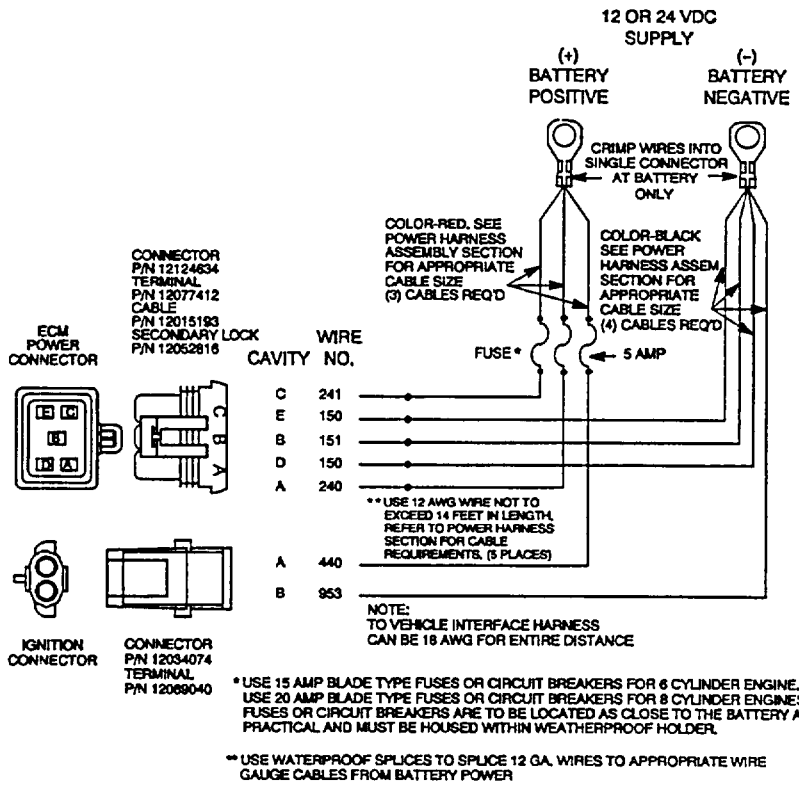 12 OR 24 VDC
SUPPLY
(+)
BATTERY
POSITIVE
(-)
BATTERY
NEGATIVE
CRIMP WIRES INTO
SINGLE CONNECTOR
AT BATTERY
ONLY
COLOR-RED. SEE
POWER HARNESS
ASSEMBLY SECTION
FOR APPROPRIATE
CABLE SIZE
(3) CABLES REQ'D
COLOR-BLACK
SEE POWER
HARNESS ASSEM
SECTION FOR
APPROPRIATE
CABLE SIZE
(4) CABLES REQ'D
CONNECTOR
P/N 12124634
TERMINAL
P/N 12077412
CABLE
P/N 12015193
SECONDARY LOCK
P/N 12052816
ECM
POWER
CONNECTOR
CAVITY
WIRE
NO.
FUSE *
5 AMP
E C
B
D A
C
B
A
C 241
E 150
B 151
D 150
A 240
* * USE 12 AWG WIRE NOT TO
EXCEED 14 FEET IN LENGTH,
REFER TO POWER HARNESS
SECTION FOR CABLE
REQUIREMENTS, (5 PLACES)
A 440
B 953
NOTE:
TO VEHICLE INTERFACE HARNESS
CAN BE 18 AWG FOR ENTIRE DISTANCE
IGNITION
CONNECTOR
CONNECTOR
P/N 12034074
TERMINAL
P/N 12089040
* USE 15 AMP BLADE TYPE FUSES OR CIRCUIT BREAKERS FOR 6 CYLINDER ENGINE.
USE 20 AMP BLADE TYPE FUSES OR CIRCUIT BREAKERS FOR 8 CYLINDER ENGINES
FUSES OR CIRCUIT BREAKERS ARE TO BE LOCATED AS CLOSE TO THE BATTERY A
PRACTICAL AND MUST BE HOUSED WITHIN WEATHERPROOF HOLDER.
** USE WATERPROOF SPLICES TO SPLICE 12 GA. WIRES TO APPROPRIATE WIRE
GAUGE CABLES FROM BATTERY POWER